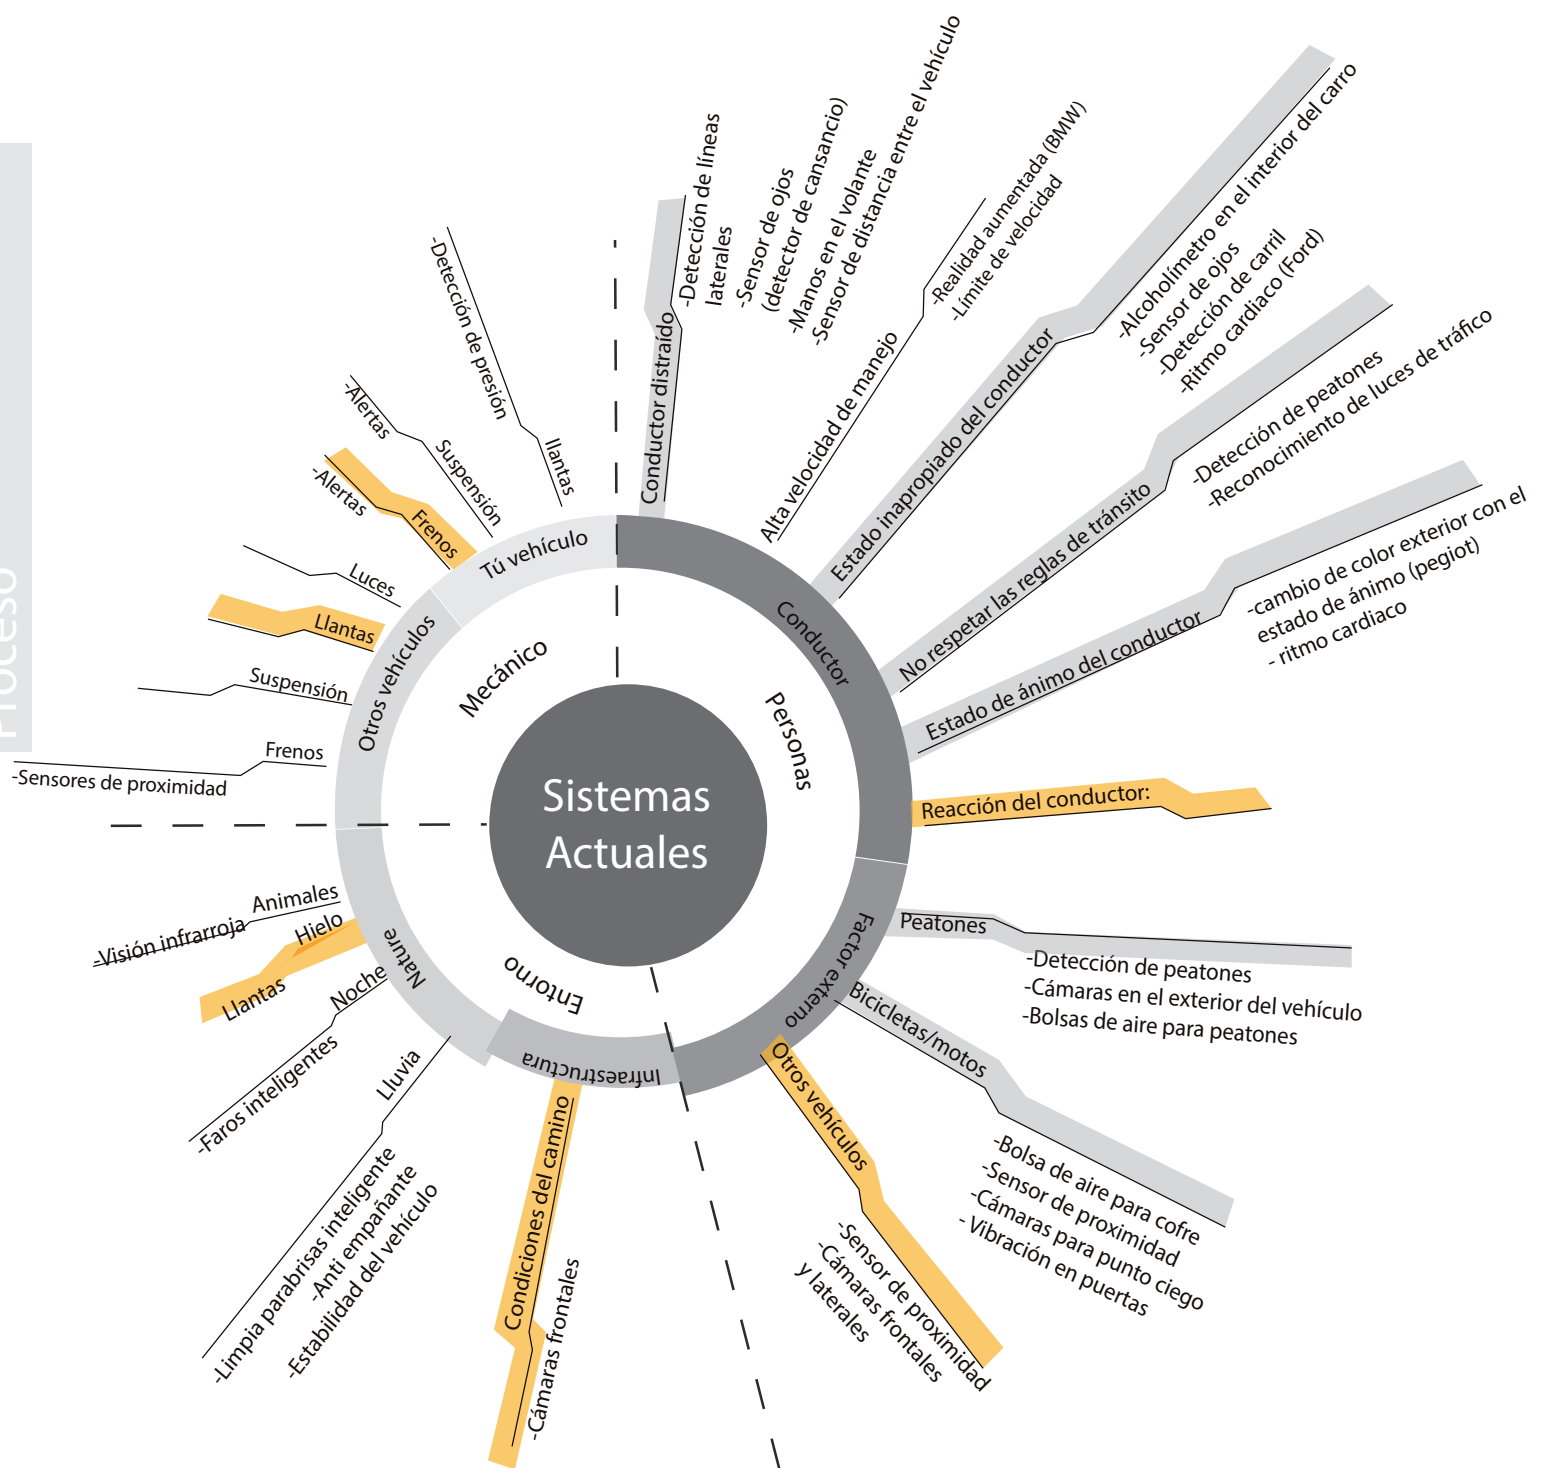 Proceso
Sistemas
Actuales
Personas
Conductor
Conductor distraído
-Detección de líneas
laterales
-Sensor de ojos
(detector de cansancio)
-Manos en el volante
-Sensor de distancia entre el vehículo
Alta velocidad de manejo
-Realidad aumentada (BMW)
-Límite de velocidad
Estado inapropiado del conductor
-Alcoholímetro en el interior del carro
-Sensor de ojos
-Detección de carril
-Ritmo cardiaco (Ford)
No respetar las reglas de tránsito
-Detección de peatones
-Reconocimiento de luces de tráfico
Estado de ánimo del conductor
-cambio de color exterior con el
estado de ánimo (pegiot)
- ritmo cardiaco
Reacción del conductor:
Factor externo
Peatones
-Detección de peatones
-Cámaras en el exterior del vehículo
-Bolsas de aire para peatones
Bicicletas/motos
-Bolsa de aire para cofre
-Sensor de proximidad
-Cámaras para punto ciego
- Vibración en puertas
Otros vehículos
-Sensor de proximidad
-Cámaras frontales
y laterales
Entorno
Infraestructura
Condiciones del camino
-Cámaras frontales
Nature
Lluvia
-Limpia parabrisas inteligente
-Anti empañante
-Estabilidad del vehículo
Noche
-Faros inteligentes
Hielo
Llantas
Animales
-Visión infrarroja
Mecánico
Otros vehículos
Frenos
-Sensores de proximidad
Suspensión
Llantas
Luces
Tú vehículo
Frenos
-Alertas
Suspensión
-Alertas
llantas
-Detección de presión